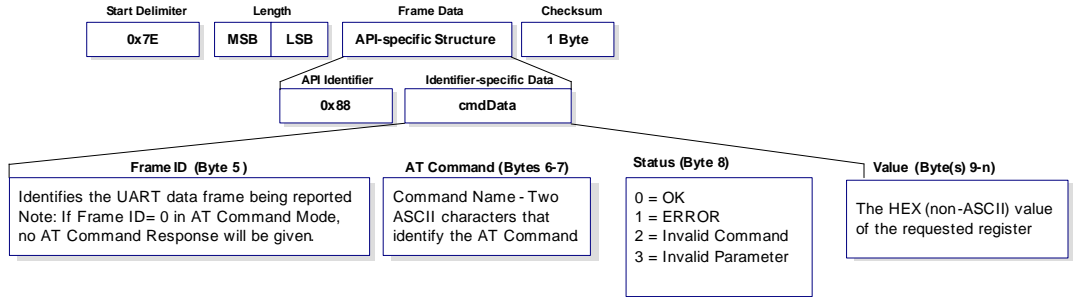 Start Delimiter
Length
Frame Data
Checksum
0x7E
MSB
LSB
API-specific Structure
1 Byte
API Identifier
Identifier-specific Data
0x88
cmdData
Frame ID (Byte 5 )
Identifies the UART data frame being reported
Note: If Frame ID= 0 in AT Command Mode,
no AT Command Response will be given.
AT Command (Bytes 6-7)
Command Name - Two
ASCII characters that
identify the AT Command
Status (Byte 8)
0 = OK
1 = ERROR
2 = Invalid Command
3 = Invalid Parameter
Value (Byte(s) 9-n)
The HEX (non-ASCII) value
of the requested register